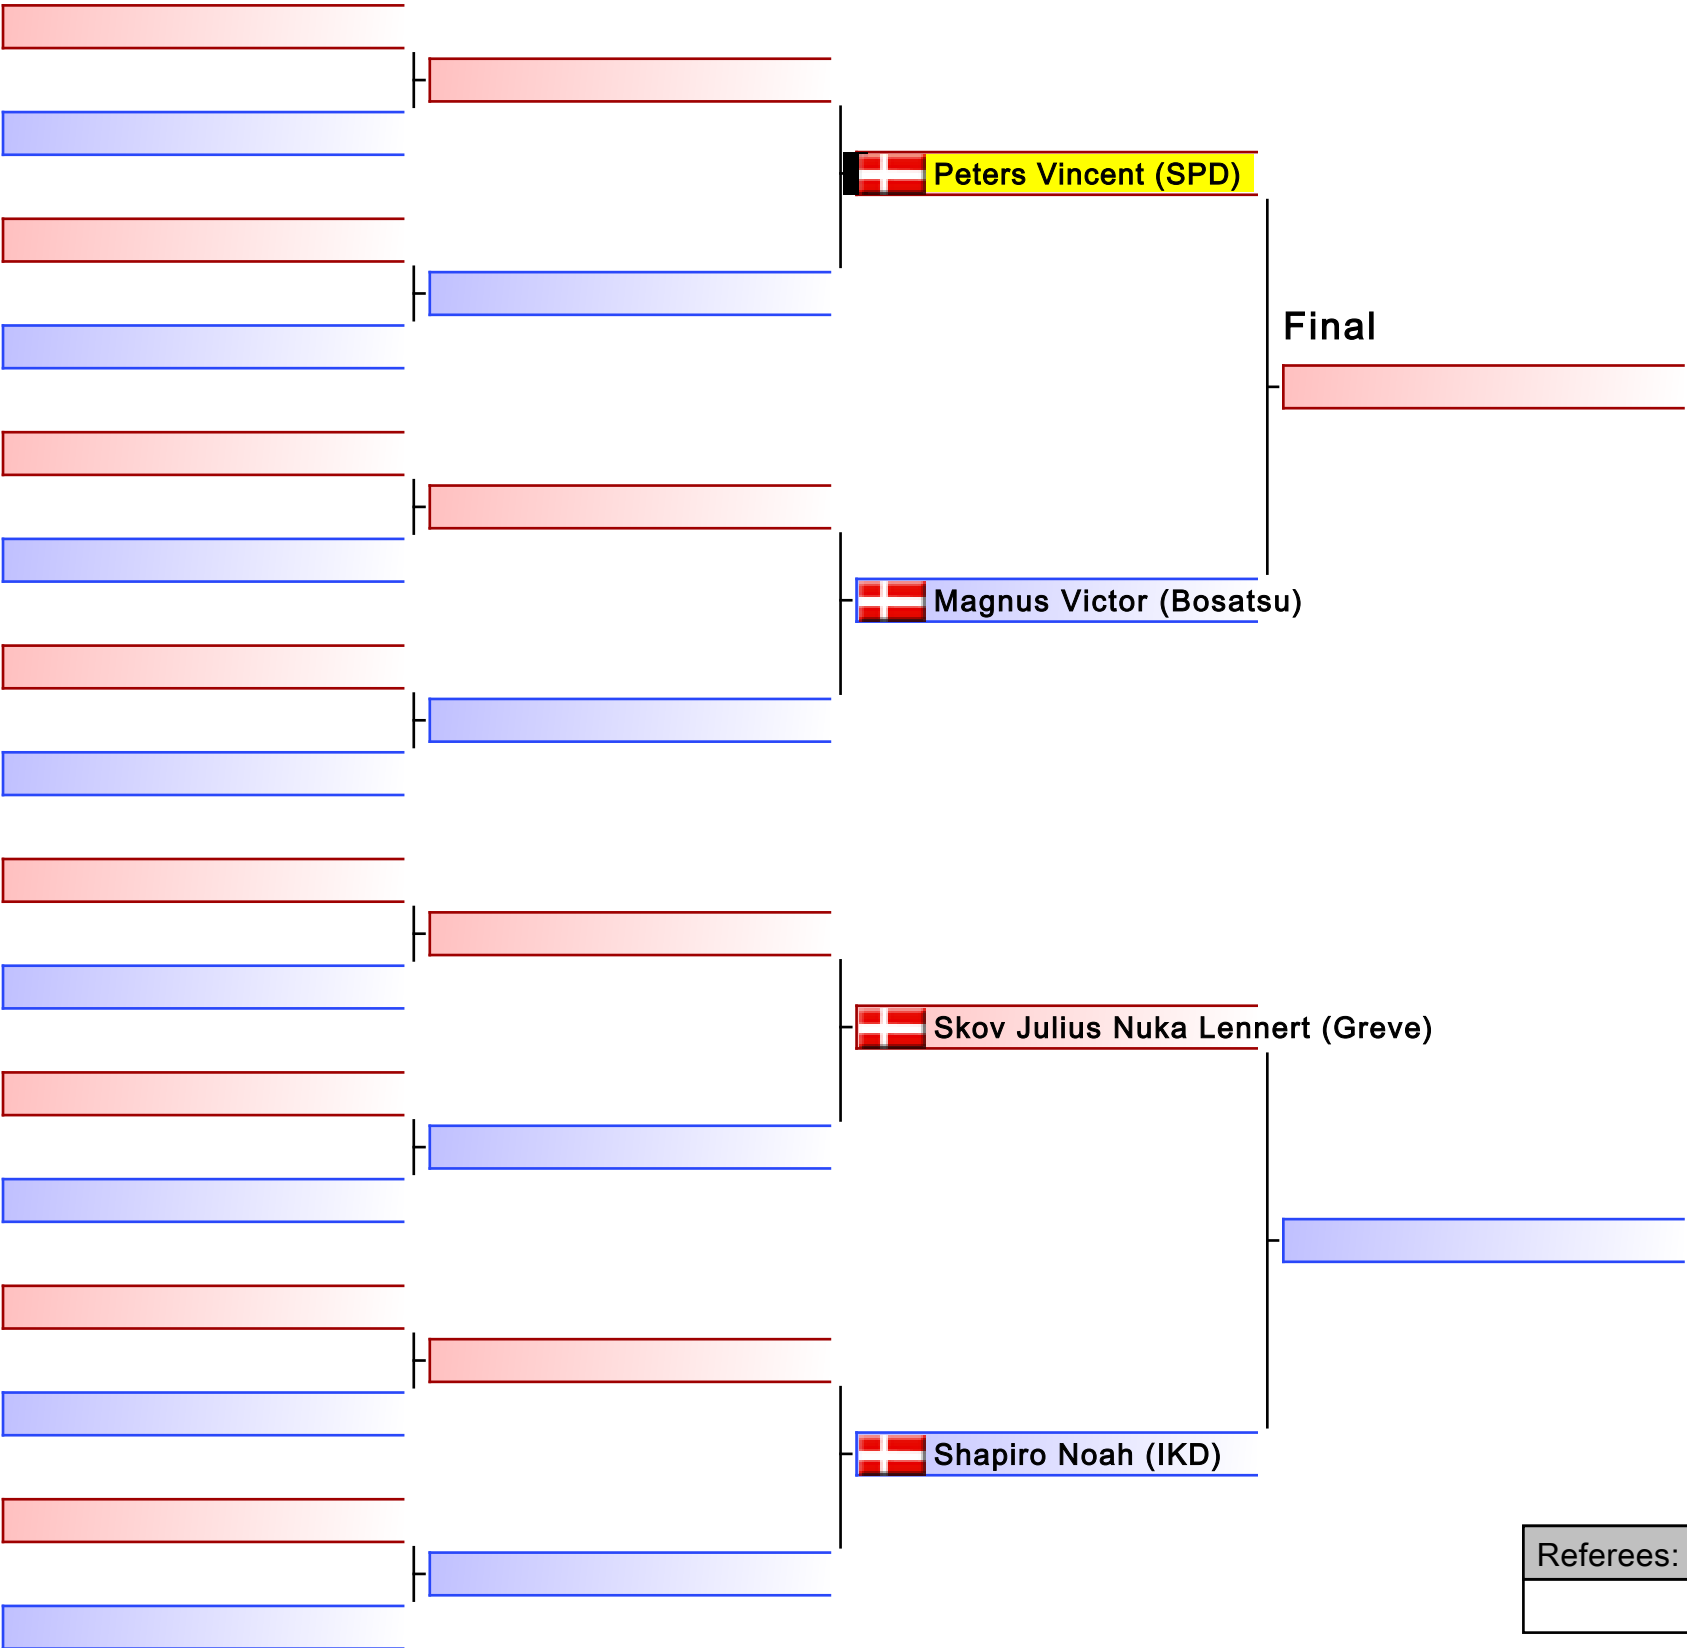 Peters Vincent (SPD)
Final
Magnus Victor (Bosatsu)
Skov Julius Nuka Lennert (Greve)
Shapiro Noah (IKD)
Referees: